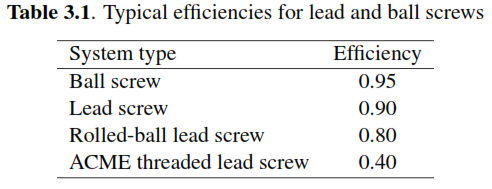 Table 3.1. Typical efficiencies for lead and ball screws
System type Efficiency
Ball screw 0.95
Lead screw 0.90
Rolled-ball lead screw 0.80
ACME threaded lead screw 0.40